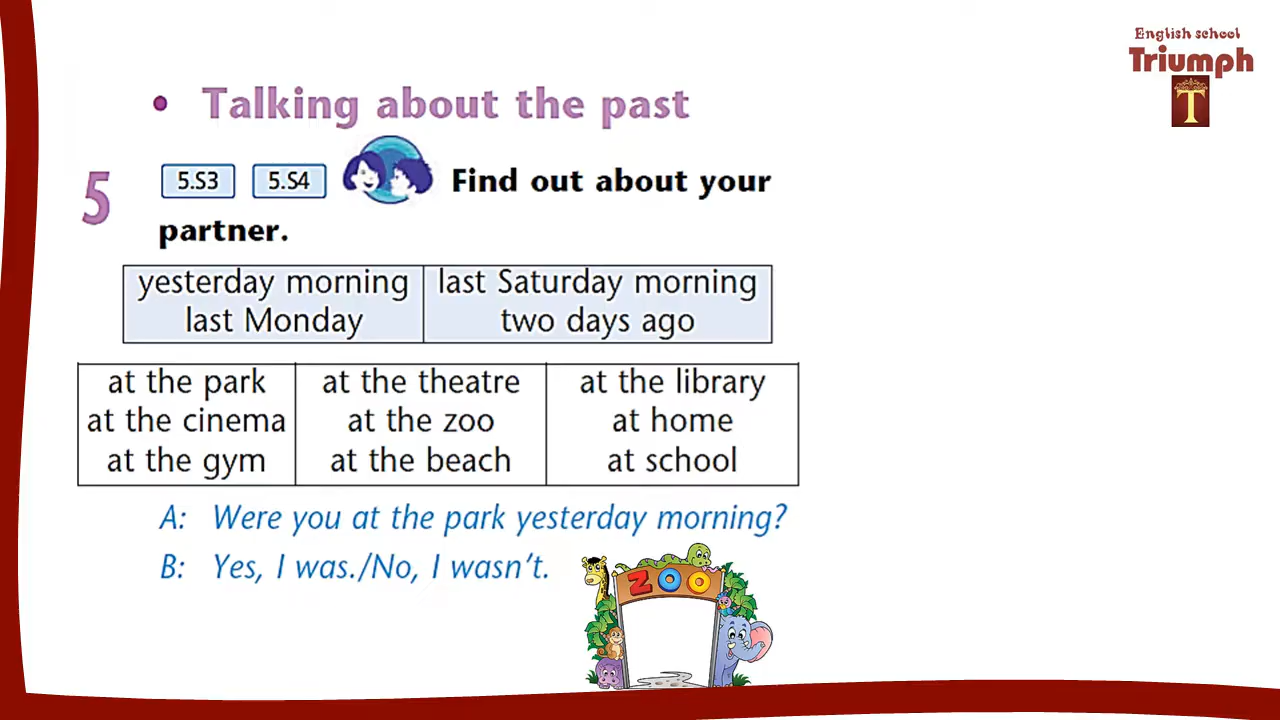 English school
Triumph
T
• Talking about the past
5 5.S3 5.S4 Find out about your
partner.
yesterday morning last Saturday morning
last Monday two days ago
at the park at the theatre at the library
at the cinema at the zoo at home
at the gym at the beach at school
A: Were you at the park yesterday morning?
B: Yes, I was./No, I wasn't.
ZOO